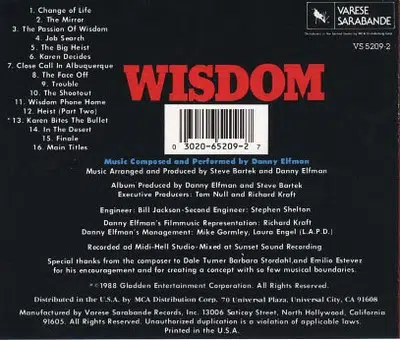 1. Change of Life
2. The Mirror
3. The Passion Of Wisdom
4. Job Search
5. Wisdom's Theme
6. The Big Heist
6. Karen Decides
7. Close Call in Albuquerque
8. The Face Off
9. Trouble
10. The Shootout
11. Wisdom Phone Home
12. Heist (Part Two)
*13. Karen Bites The Bullet
14. In The Desert
15. Finale
16. Main Titles
VARESE
SARABANDE
VS 5209-2
WISDOM
0 3020-65209-2 7
Music Composed and Performed by Danny Elfman
Music Arranged and Produced by Steve Bartek and Danny Elfman
Album Produced by Danny Elfman and Steve Bartek
Executive Producers: Tom Null and Richard Kraft
Engineer: Bill Jackson-Second Engineer: Stephen Shelton
Danny Elfman's Filmmusic Representation: Richard Kraft
Danny Elfman's Management: Mike Gormley, Laura Engel (L.A.P.D.)
Recorded at Midi-Hell Studio-Mixed at Sunset Sound Recording
Special thanks from the composer to Dale Turner Barbara Stordahl, and Emilio Estevez
for his encouragement and for creating a concept with so few musical boundaries.
©1988 Gladden Entertainment Corporation. All Rights Reserved.
Distributed in the U.S.A. by MCA Distribution Corp. 70 Universal Plaza, Universal City, CA 91608
Manufactured by Varese Sarabande Records, Inc. 13006 Saticoy Street, North Hollywood, California
91605. All Rights Reserved. Unauthorized duplication is a violation of applicable laws.
Printed in the U.S.A.